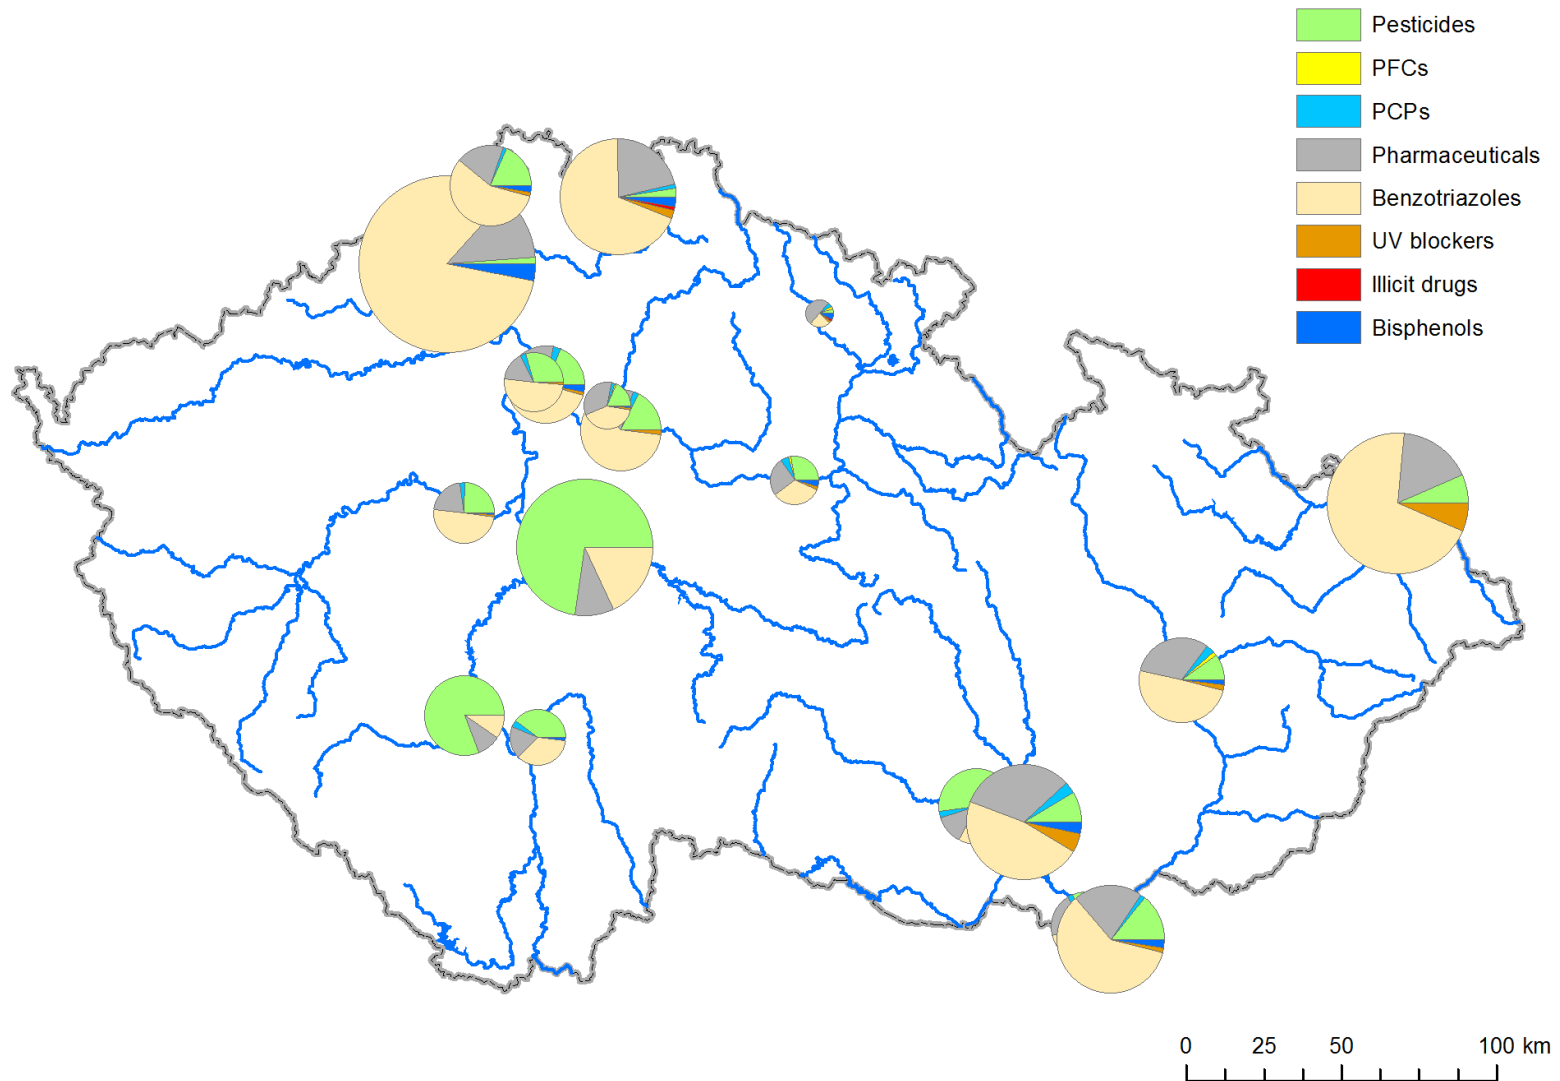 Pesticides
PFCs
PCPs
Pharmaceuticals
Benzotriazoles
UV blockers
Illicit drugs
Bisphenols
0 25 50 100 km